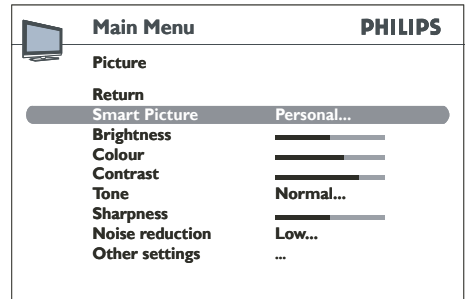 Main Menu PHILIPS
Picture
Return
Smart Picture Personal...
Brightness
Colour
Contrast
Tone Normal...
Sharpness
Noise reduction Low...
Other settings ...